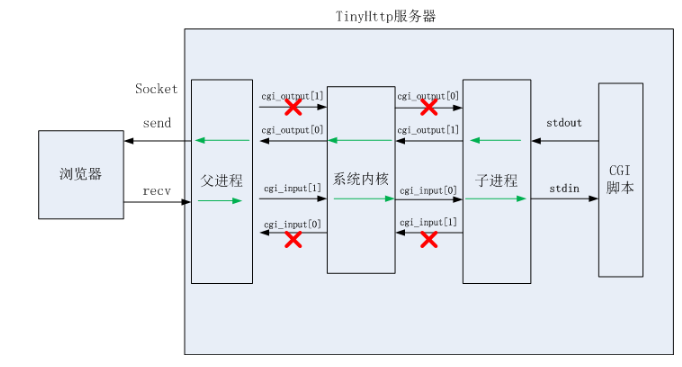 TinyHttp服务器
Socket
cgi_output[1]
cgi_output[0]
send
cgi_output[0]
cgi_output[1]
stdout
浏览器
父进程
系统内核
子进程
CGI
脚本
recv
cgi_input[1]
cgi_input[0]
stdin
cgi_input[0]
cgi_input[1]